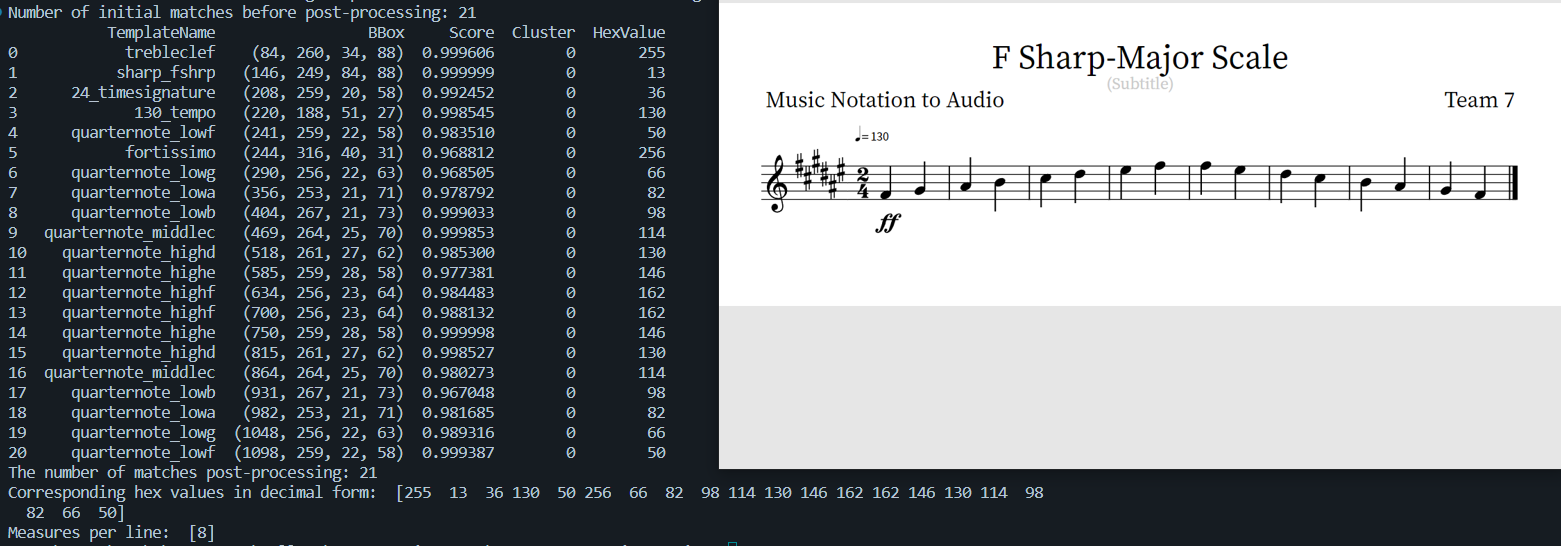 Number of initial matches before post-processing: 21
TemplateName BBox Score Cluster HexValue
0 trebleclef (84, 260, 34, 88) 0.999606 0 255
1 sharp_fshrp (146, 249, 84, 88) 0.999999 0 13
2 24_timesignature (208, 259, 20, 58) 0.992452 0 36
3 130_tempo (220, 188, 51, 27) 0.998545 0 130
4 quarternote_lowf (241, 259, 22, 58) 0.983510 0 50
5 fortissimo (244, 316, 40, 31) 0.968812 0 256
6 quarternote_lowg (290, 256, 22, 63) 0.968505 0 66
7 quarternote_lowa (356, 253, 21, 71) 0.978792 0 82
8 quarternote_lowb (404, 267, 21, 73) 0.999033 0 98
9 quarternote_middlec (469, 264, 25, 70) 0.999853 0 114
10 quarternote_highd (518, 261, 27, 62) 0.985300 0 130
11 quarternote_highe (585, 259, 28, 58) 0.977381 0 146
12 quarternote_highf (634, 256, 23, 64) 0.984483 0 162
13 quarternote_highf (700, 256, 23, 64) 0.988132 0 162
14 quarternote_highe (750, 259, 28, 58) 0.999998 0 146
15 quarternote_highd (815, 261, 27, 62) 0.998527 0 130
16 quarternote_middlec (864, 264, 25, 70) 0.980273 0 114
17 quarternote_lowb (931, 267, 21, 73) 0.967048 0 98
18 quarternote_lowa (982, 253, 21, 71) 0.981685 0 82
19 quarternote_lowg (1048, 256, 22, 63) 0.989316 0 66
20 quarternote_lowf (1098, 259, 22, 58) 0.999387 0 50
The number of matches post-processing: 21
Corresponding hex values in decimal form: [255 13 36 130 50 256 66 82 98 114 130 146 162 162 146 130 114 98
82 66 50]
Measures per line: [8]
F Sharp-Major Scale
(Subtitle)
Music Notation to Audio
Team 7
♩= 130
2
4
ff